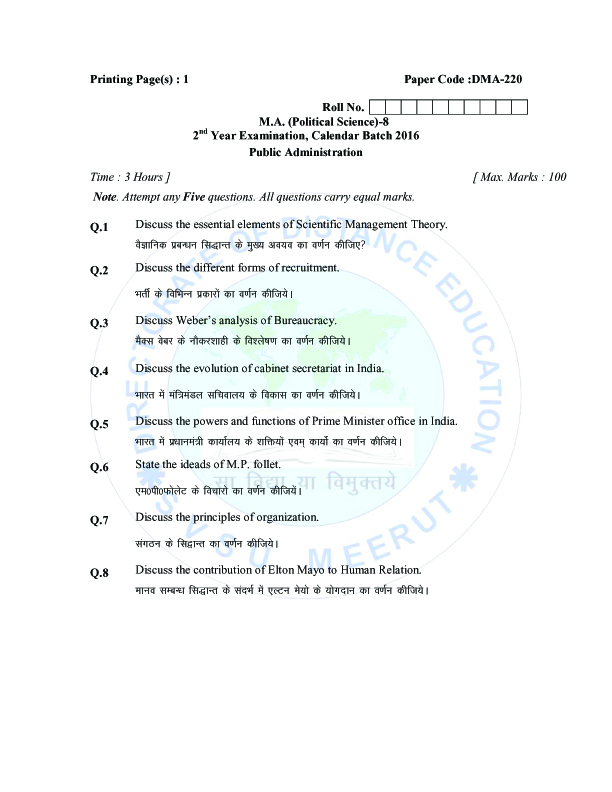 Printing Page(s) : 1 Paper Code :DMA-220
Roll No.
M.A. (Political Science)-8
2nd Year Examination, Calendar Batch 2016
Public Administration
Time : 3 Hours ] [ Max. Marks : 100
Note. Attempt any Five questions. All questions carry equal marks.
Q.1 Discuss the essential elements of Scientific Management Theory.
वैज्ञानिक प्रबन्धन सिद्धान्त के मुख्य अवयव का वर्णन कीजिए?
Q.2 Discuss the different forms of recruitment.
भर्ती के विभिन्न प्रकारों का वर्णन कीजिये।
Q.3 Discuss Weber's analysis of Bureaucracy.
मैक्स वेबर के नौकरशाही के विश्लेषण का वर्णन कीजिये।
Q.4 Discuss the evolution of cabinet secretariat in India.
भारत में मंत्रिमंडल सचिवालय के विकास का वर्णन कीजिये।
Q.5 Discuss the powers and functions of Prime Minister office in India.
भारत में प्रधानमंत्री कार्यालय के शक्तियों एवम् कार्यो का वर्णन कीजिये।
Q.6 State the ideads of M.P. follet.
एम0पी0फोलेट के विचारों का वर्णन कीजियें।
Q.7 Discuss the principles of organization.
संगठन के सिद्वान्त का वर्णन कीजिये।
Q.8 Discuss the contribution of Elton Mayo to Human Relation.
मानव सम्बन्ध सिद्वान्त के संदर्भ में एल्टन मेयो के योगदान का वर्णन कीजिये।
DIRECTORATE OF DISTANCE EDUCATION
सा विद्या या विमुक्तये
SVSU MEERUT